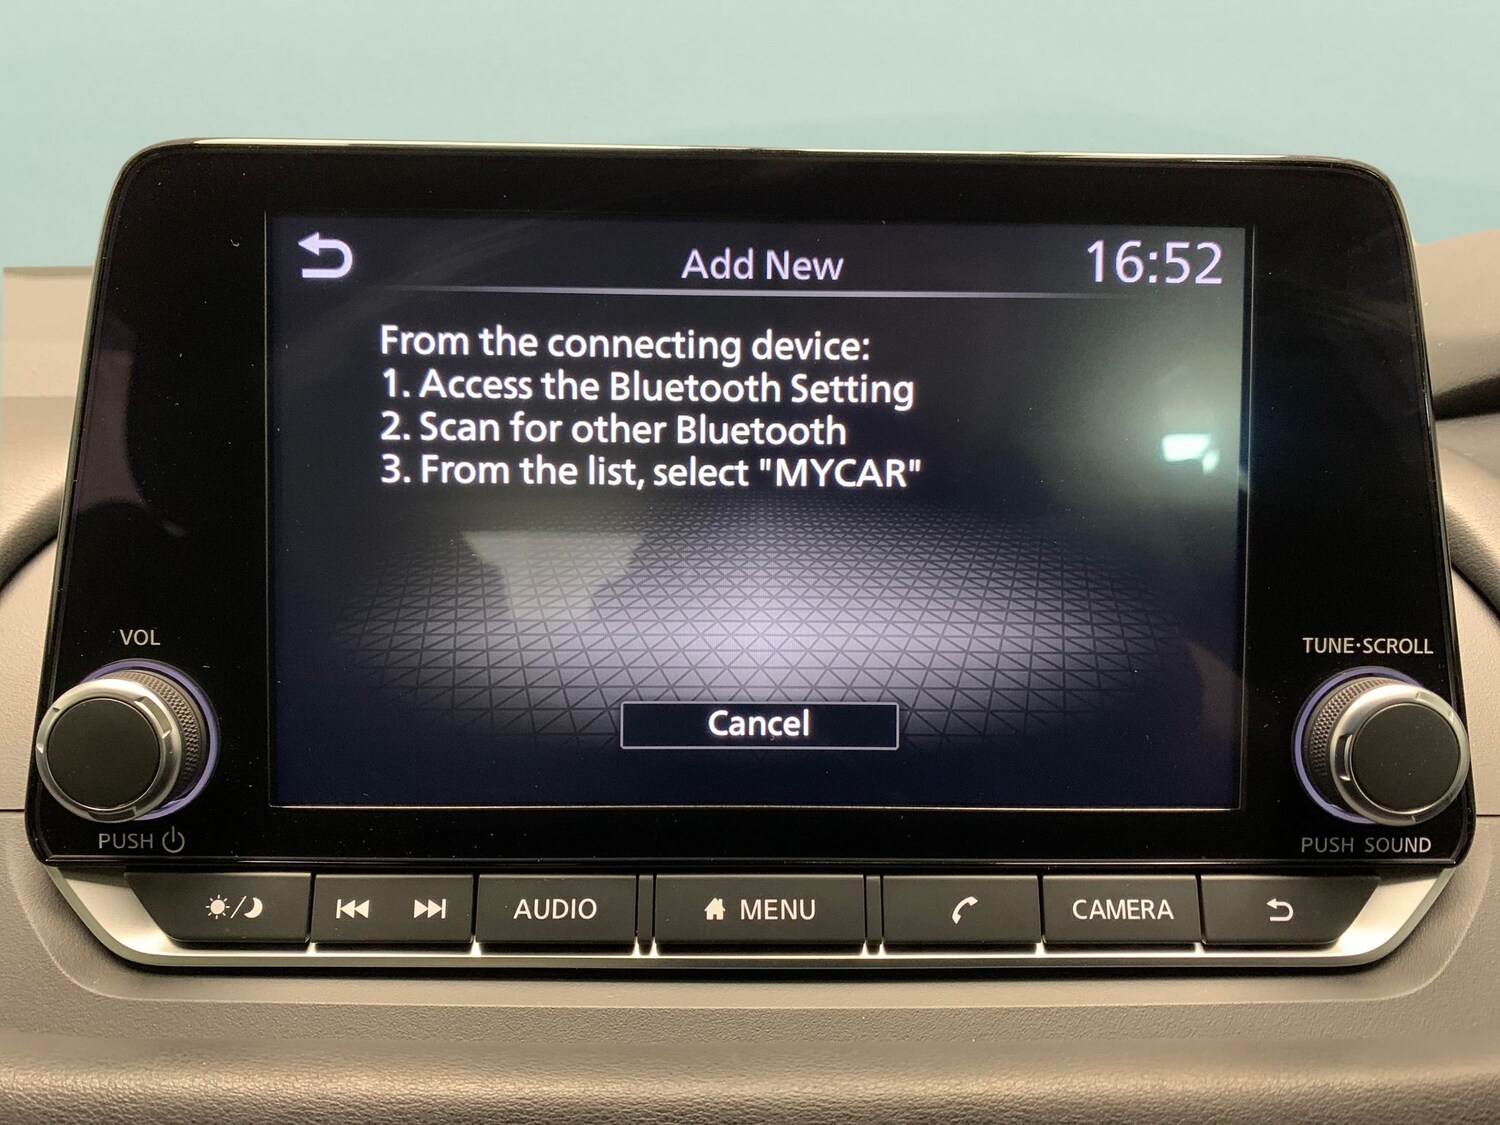 Add New
16:52
From the connecting device:
1. Access the Bluetooth Setting
2. Scan for other Bluetooth
3. From the list, select "MYCAR"
Cancel
VOL
PUSH
TUNE·SCROLL
PUSH SOUND
AUDIO
MENU
CAMERA